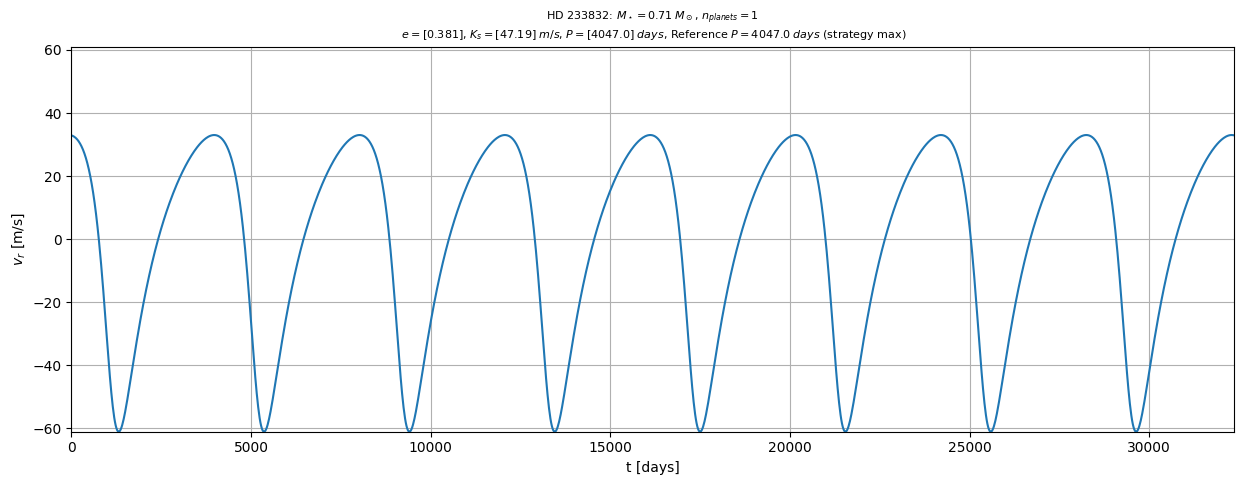 HD 233832: M⋆ = 0.71 M⊙, nplanets = 1
e = [0.381], Ks = [47.19] m/s, P = [4047.0] days, Reference P = 4047.0 days (strategy max)
60
40
20
0
−20
−40
−60
vr [m/s]
0 5000 10000 15000 20000 25000 30000
t [days]